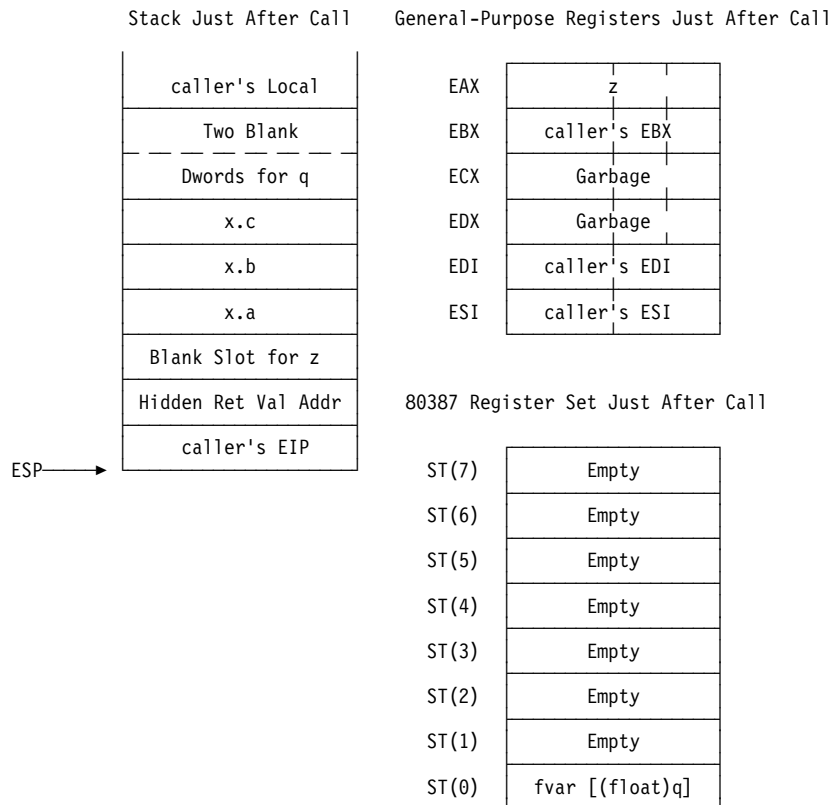 Stack Just After Call
caller's Local
Two Blank
Dwords for q
x.c
x.b
x.a
Blank Slot for z
Hidden Ret Val Addr
caller's EIP
ESP
General-Purpose Registers Just After Call
EAX z
EBX caller's EBX
ECX Garbage
EDX Garbage
EDI caller's EDI
ESI caller's ESI
80387 Register Set Just After Call
ST(7) Empty
ST(6) Empty
ST(5) Empty
ST(4) Empty
ST(3) Empty
ST(2) Empty
ST(1) Empty
ST(0) fvar [(float)q]